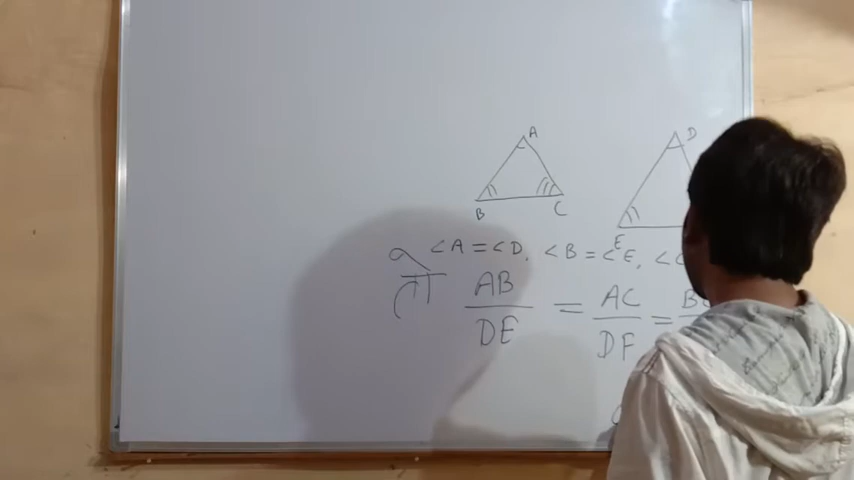 A
D
B
C
E
<A = <D, <B = <E, <
AB/DE = AC/DF =